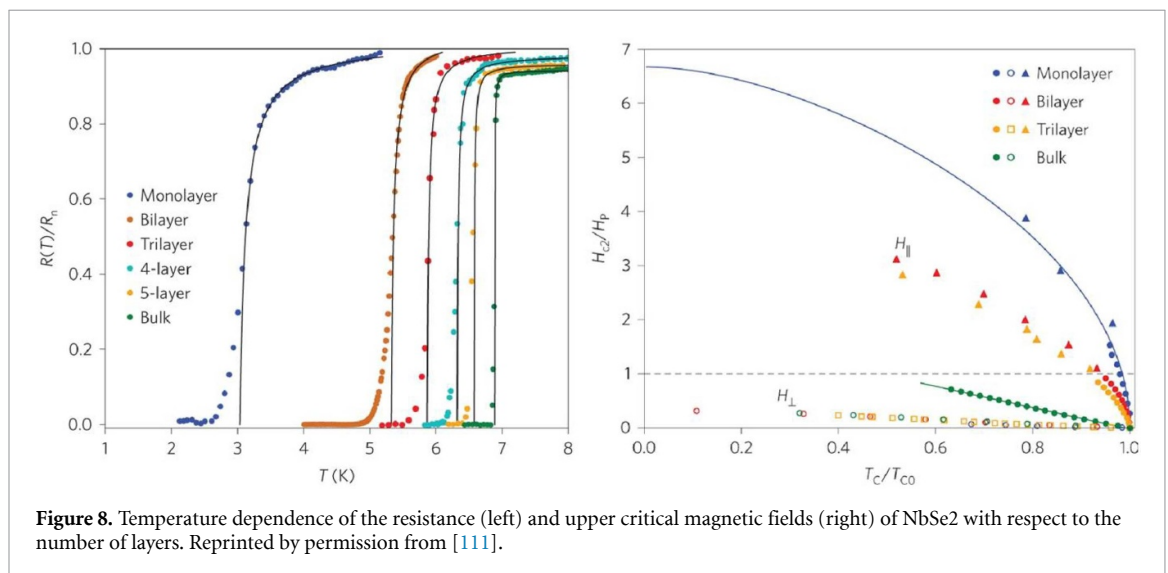 1.0
0.8
0.6
0.4
0.2
0.0
R(T)/Rn
Monolayer
Bilayer
Trilayer
4-layer
5-layer
Bulk
1 2 3 4 5 6 7 8
T (K)
7
6
5
4
3
2
1
0
Hc2/Hp
Monolayer
Bilayer
Trilayer
Bulk
H∥
H⊥
0 0.2 0.4 0.6 0.8 1.0
TC/TC0
Figure 8. Temperature dependence of the resistance (left) and upper critical magnetic fields (right) of NbSe2 with respect to the
number of layers. Reprinted by permission from [111].